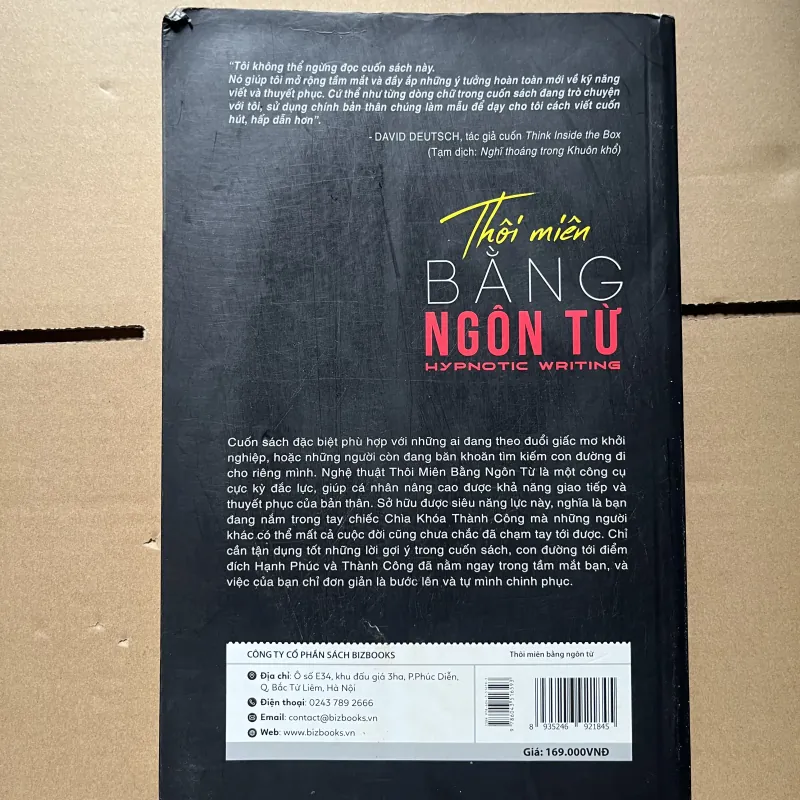 "Tôi không thể ngừng đọc cuốn sách này.
Nó giúp tôi mở rộng tầm mắt và đầy ắp những ý tưởng hoàn toàn mới về kỹ năng
viết và thuyết phục. Cứ thể như từng dòng chữ trong cuốn sách đang trò chuyện
với tôi, sử dụng chính bản thân chúng làm mẫu để dạy cho tôi cách viết cuốn
hút, hấp dẫn hơn".
- DAVID DEUTSCH, tác giả cuốn Think Inside the Box
(Tạm dịch: Nghĩ thoáng trong Khuôn khổ)
Thôi miên
BẰNG
NGÔN TỪ
HYPNOTIC WRITING
Cuốn sách đặc biệt phù hợp với những ai đang theo đuổi giấc mơ khởi
nghiệp, hoặc những người còn đang băn khoăn tìm kiếm con đường đi
cho riêng mình. Nghệ thuật Thôi Miên Bằng Ngôn Từ là một công cụ
cực kỳ đắc lực, giúp cá nhân nâng cao được khả năng giao tiếp và
thuyết phục của bản thân. Sở hữu được siêu năng lực này, nghĩa là bạn
đang nắm trong tay chiếc Chìa Khóa Thành Công mà những người
khác có thể mất cả cuộc đời cũng chưa chắc đã chạm tay tới được. Chỉ
cần tận dụng tốt những lời gợi ý trong cuốn sách, con đường tới điểm
đích Hạnh Phúc và Thành Công đã nằm ngay trong tầm mắt bạn, và
việc của bạn chỉ đơn giản là bước lên và tự mình chinh phục.
CÔNG TY CỔ PHẦN SÁCH BIZBOOKS
Địa chỉ: Ô số E34, khu đấu giá 3ha, P.Phúc Diễn,
Q, Bắc Từ Liêm, Hà Nội
Điện thoại: 0243 789 2666
Email: contact@bizbooks.vn
Web: www.bizbooks.vn
Thôi miên bằng ngôn từ
8 935246 921845
Giá: 169.000VNĐ